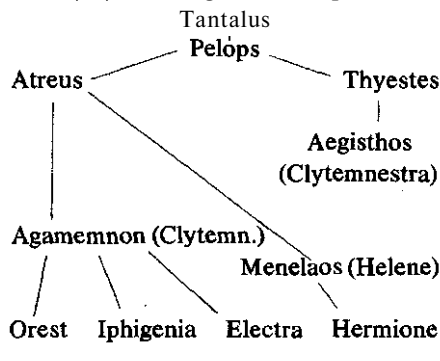 Tantalus
Pelops
Atreus Thyestes
Aegisthos
(Clytemnestra)
Agamemnon (Clytemn.)
Menelaos (Helene)
Orest Iphigenia Electra Hermione